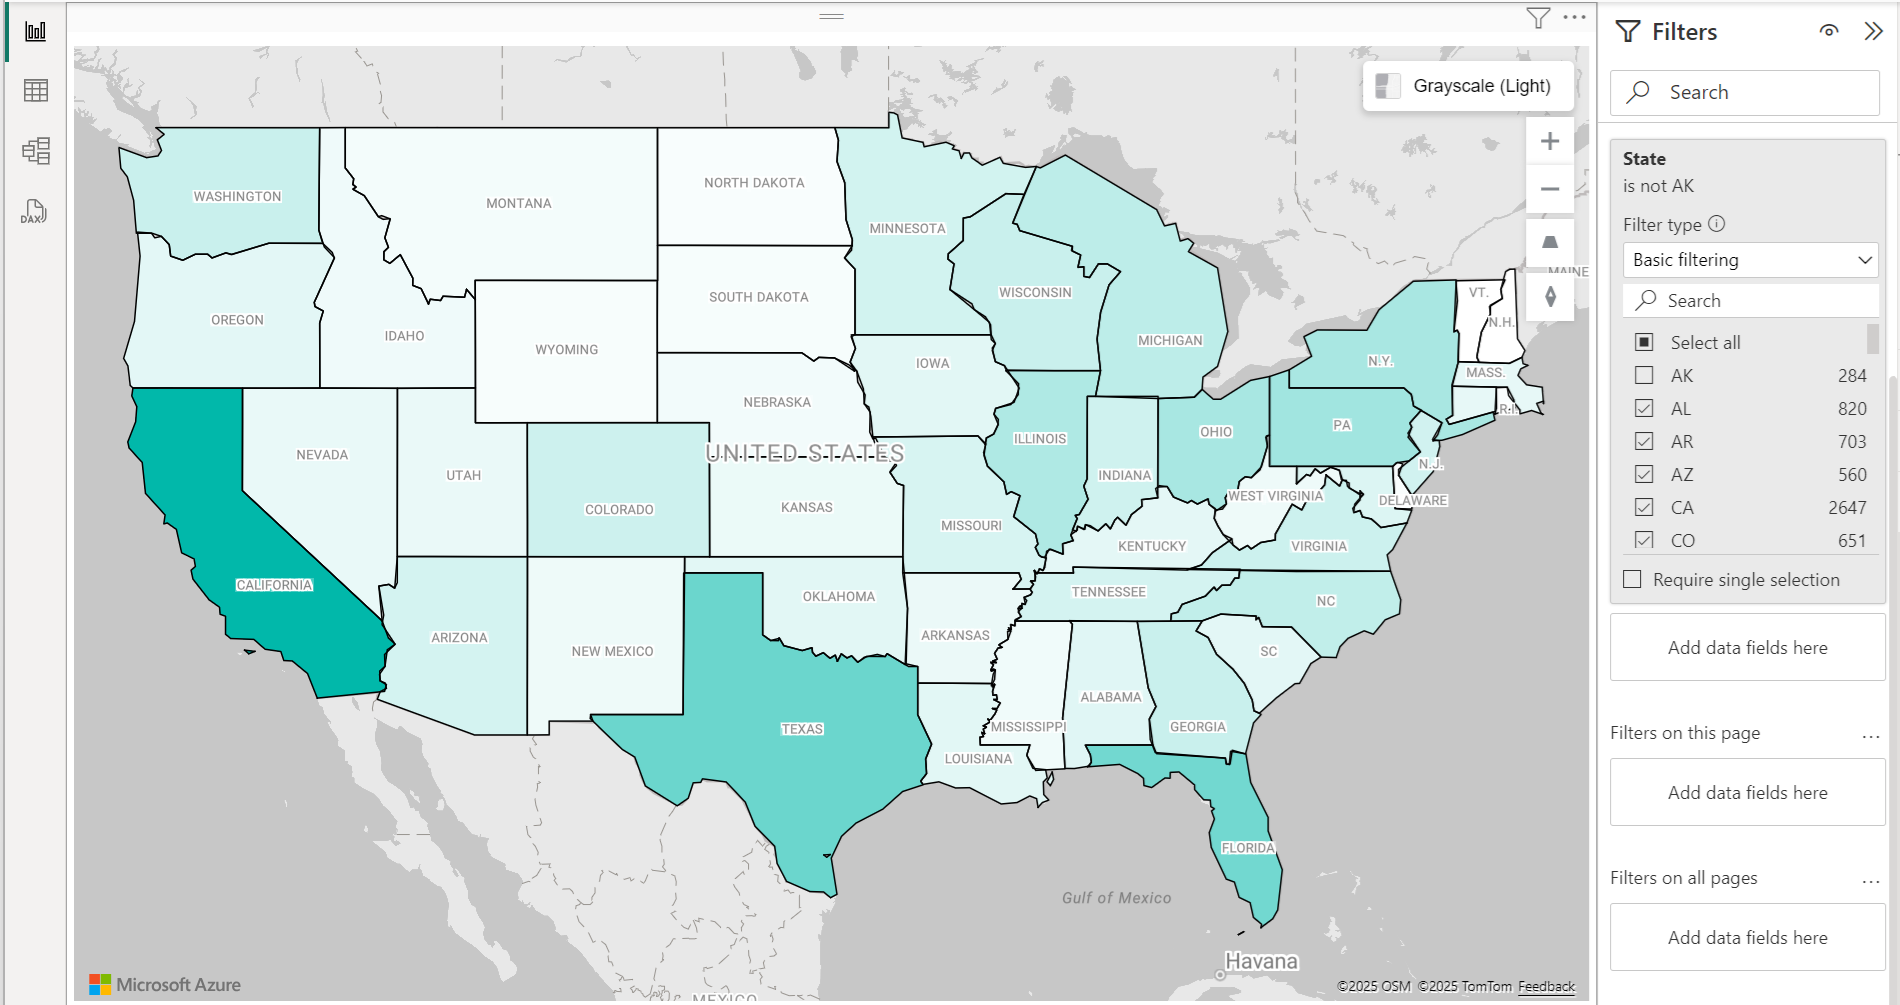 DAX
Grayscale (Light)
WASHINGTON
MONTANA
NORTH DAKOTA
MINNESOTA
MAINE
VT.
N.H.
OREGON
IDAHO
WYOMING
SOUTH DAKOTA
WISCONSIN
MICHIGAN
N.Y.
MASS.
R.I.
IOWA
NEBRASKA
UNITED STATES
NEVADA
UTAH
COLORADO
KANSAS
ILLINOIS
INDIANA
OHIO
PA
N.J.
WEST VIRGINIA
DELAWARE
MISSOURI
KENTUCKY
VIRGINIA
CALIFORNIA
ARIZONA
NEW MEXICO
OKLAHOMA
ARKANSAS
TENNESSEE
NC
SC
TEXAS
LOUISIANA
MISSISSIPPI
ALABAMA
GEORGIA
FLORIDA
Gulf of Mexico
Havana
MEXICO
Microsoft Azure
©2025 OSM ©2025 TomTom Feedback
Filters
Search
State
is not AK
Filter type
Basic filtering
Search
Select all
AK 284
AL 820
AR 703
AZ 560
CA 2647
CO 651
Require single selection
Add data fields here
Filters on this page
Add data fields here
Filters on all pages
Add data fields here